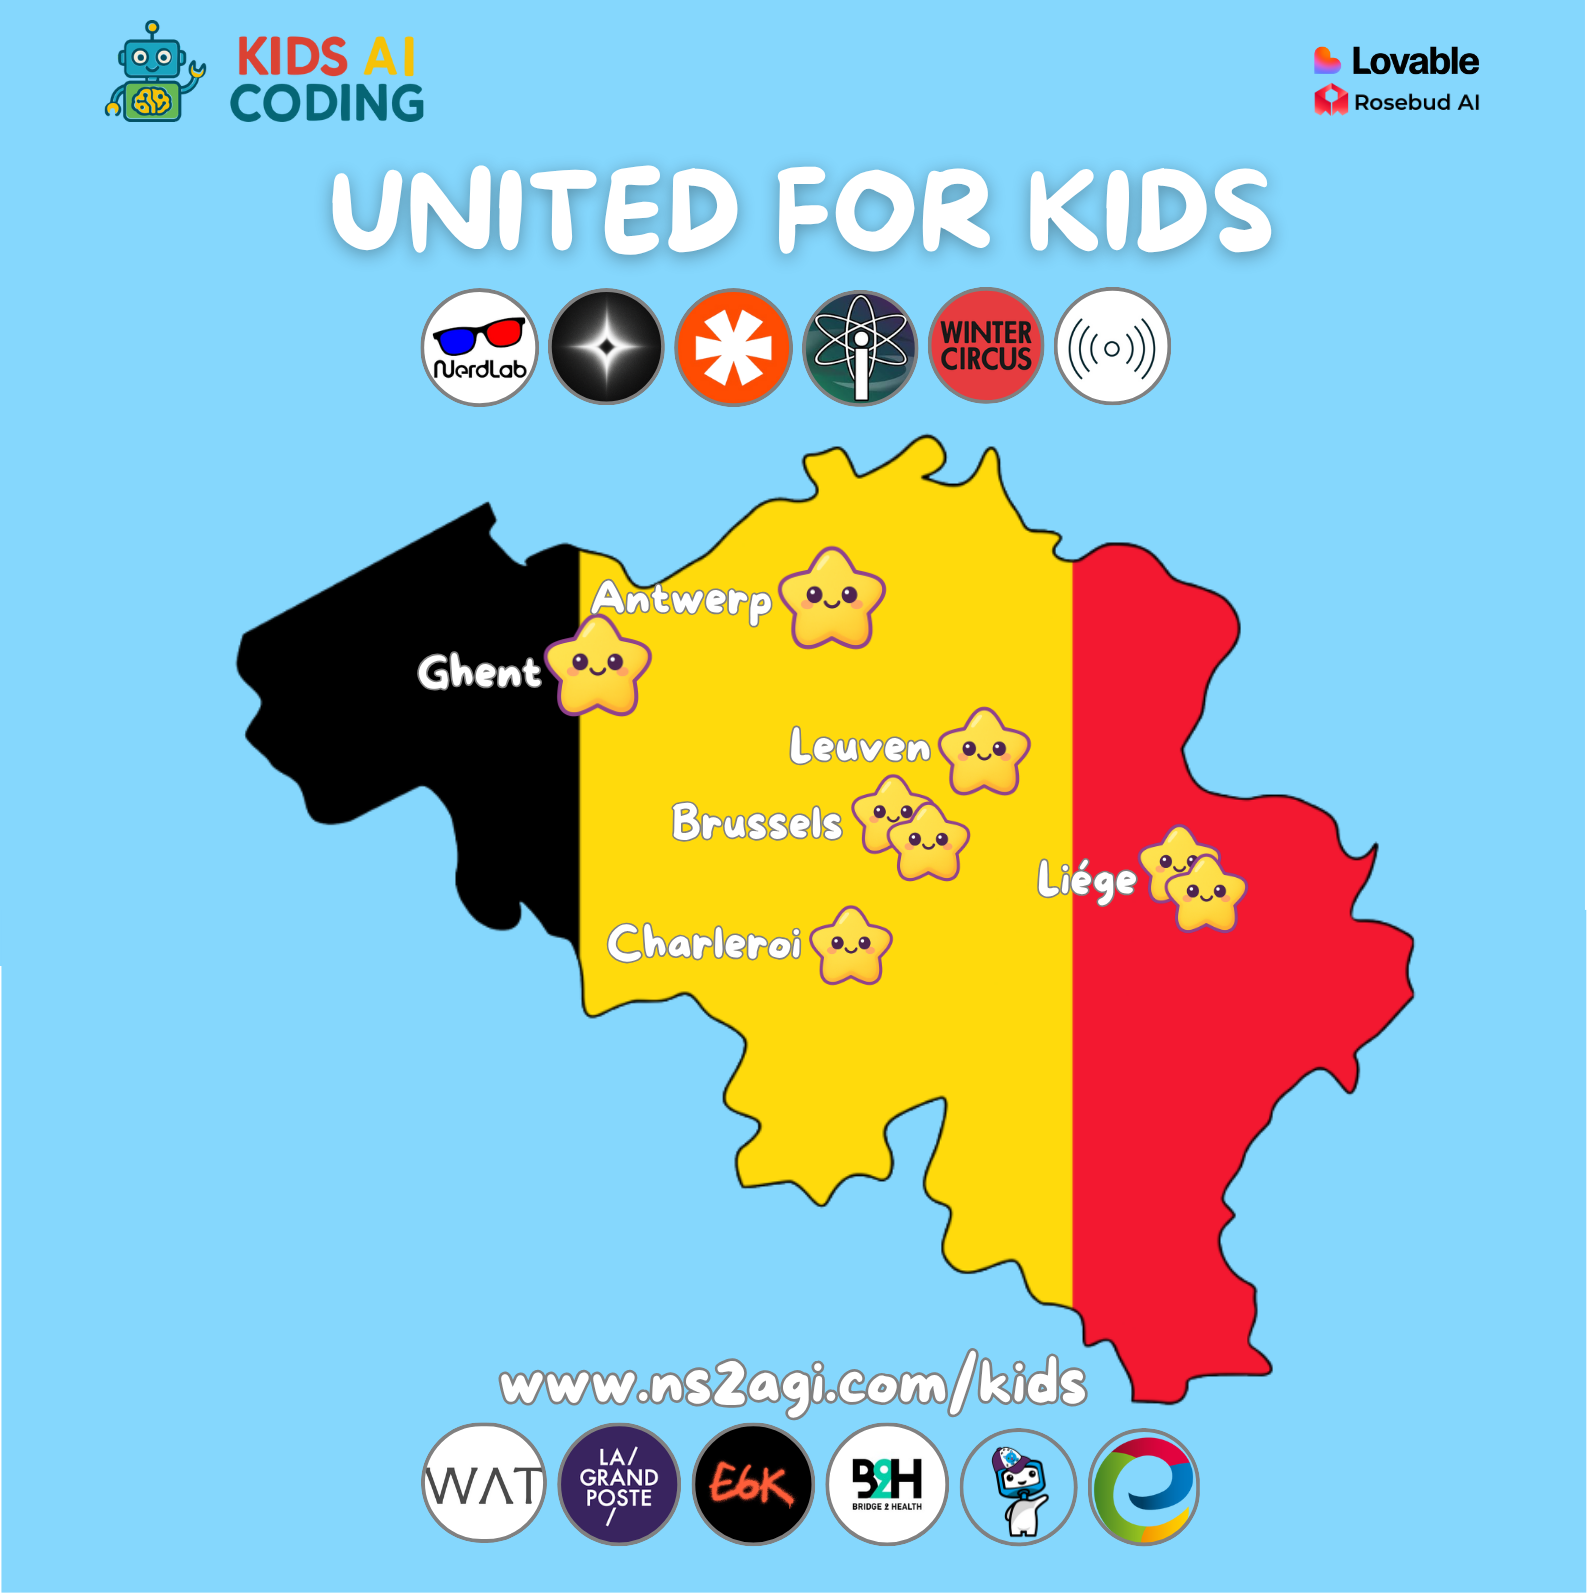 KIDS AI
CODING
Lovable
Rosebud AI
UNITED FOR KIDS
NerdLab
WINTER
CIRCUS
Antwerp
Ghent
Leuven
Brussels
Liége
Charleroi
www.ns2agi.com/kids
WAT
LA/
GRAND
POSTE
/
E6K
B2H
BRIDGE 2 HEALTH